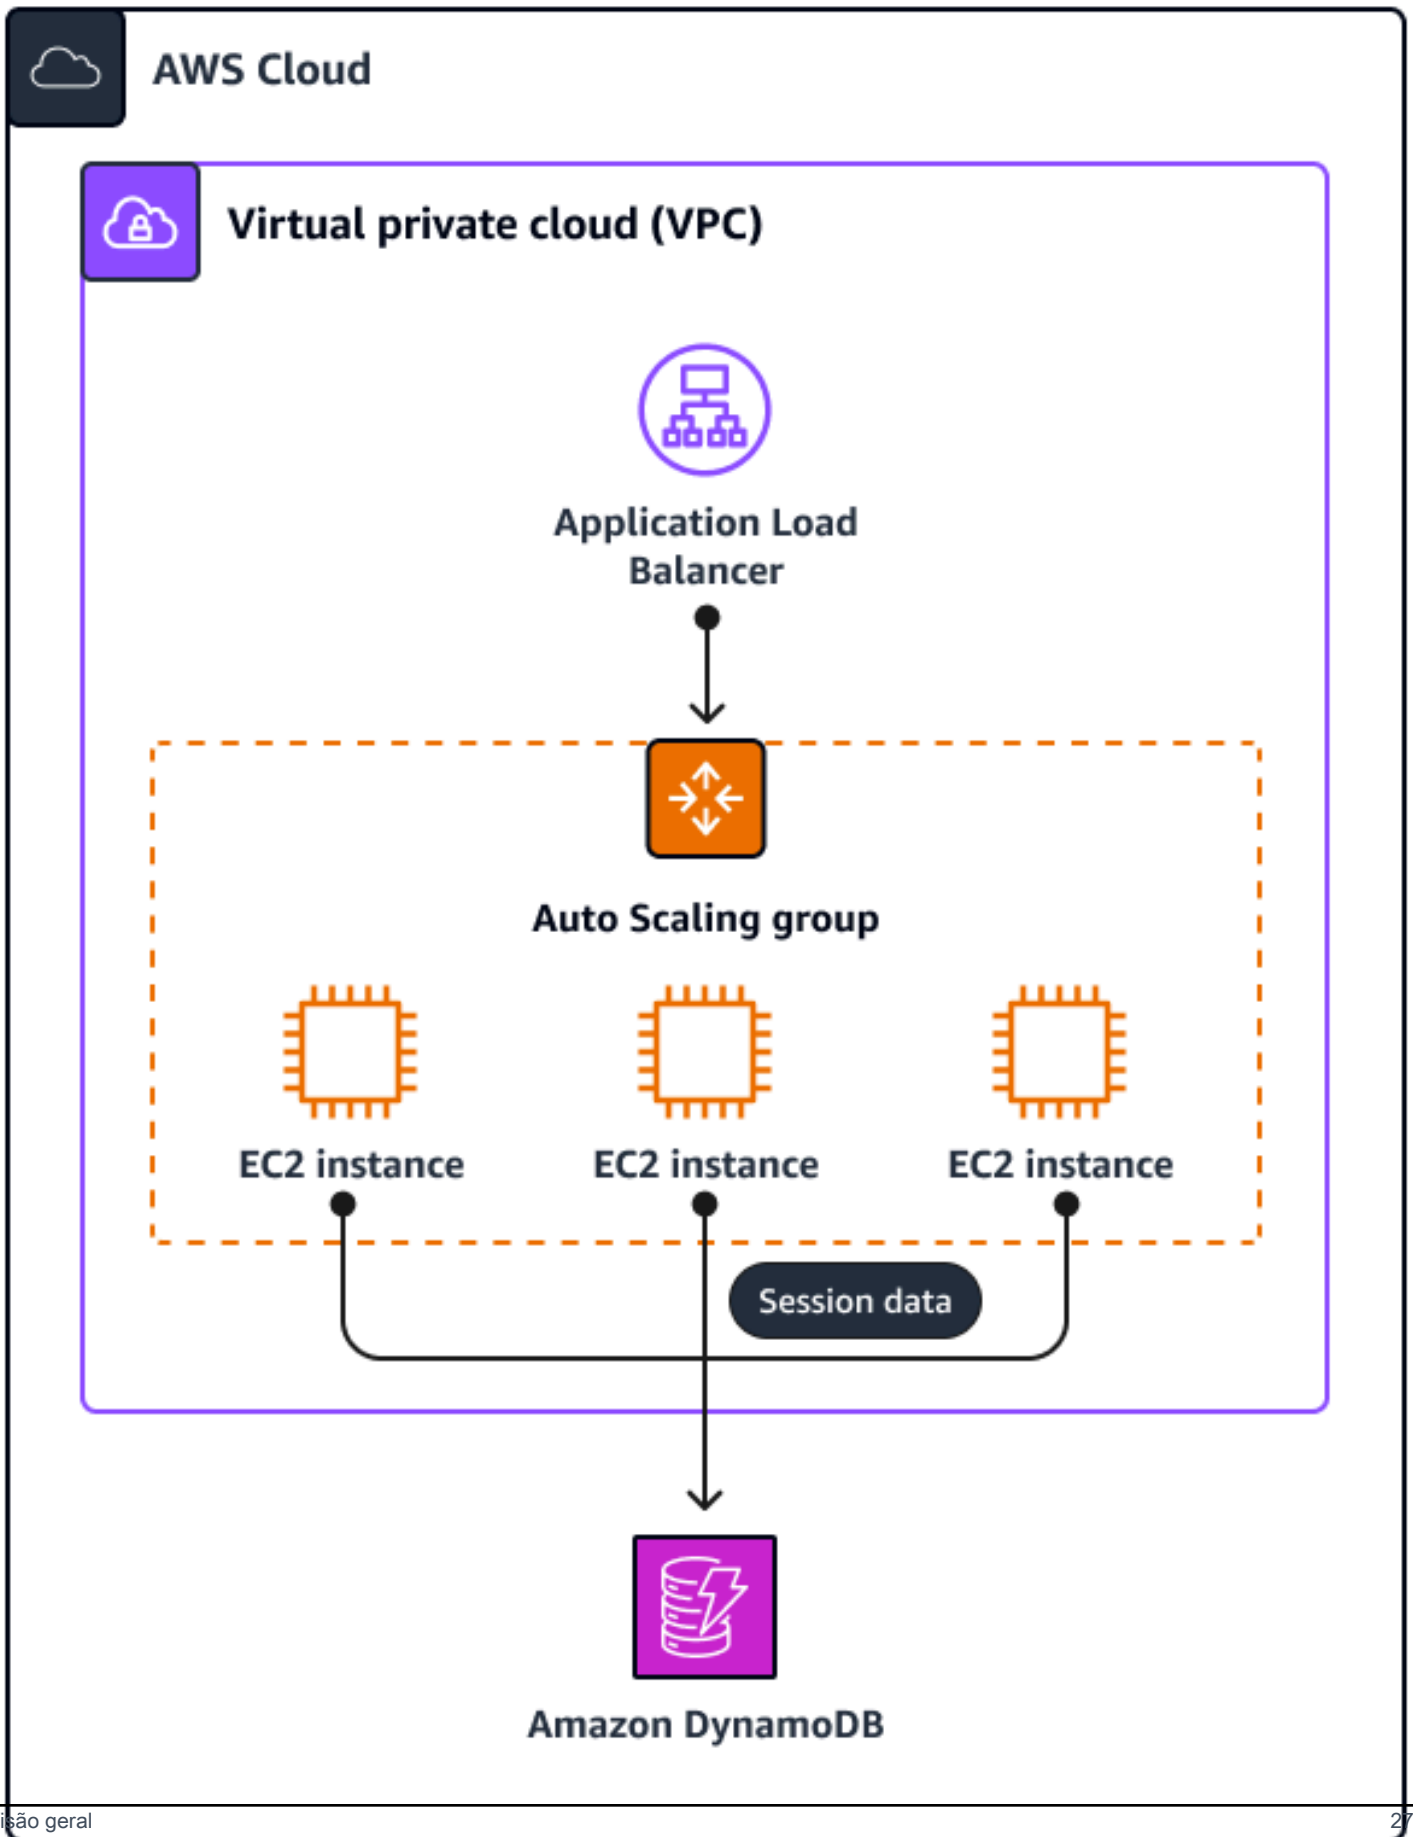 AWS Cloud
Virtual private cloud (VPC)
Application Load
Balancer
Auto Scaling group
EC2 instance EC2 instance EC2 instance
Session data
Amazon DynamoDB
isão geral 27